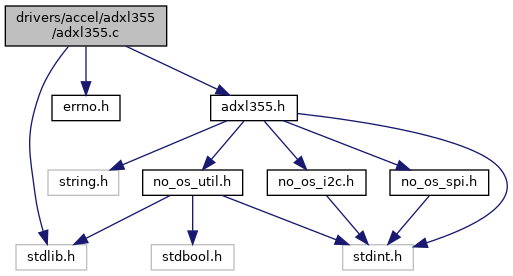 drivers/accel/adxl355
/adxl355.c
errno.h
adxl355.h
string.h
no_os_util.h
no_os_i2c.h
no_os_spi.h
stdlib.h
stdbool.h
stdint.h